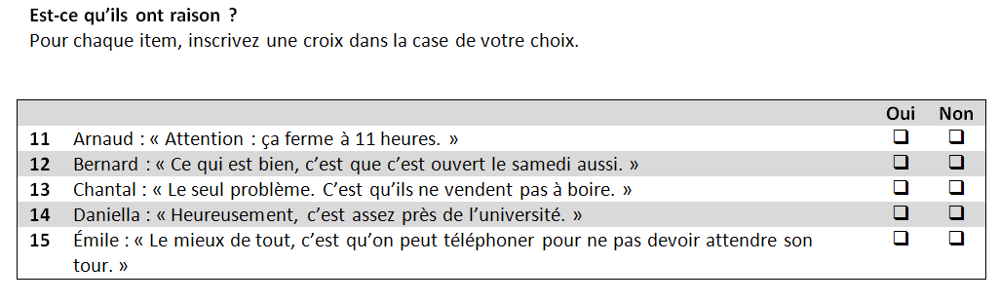 Est-ce qu'ils ont raison ?
Pour chaque item, inscrivez une croix dans la case de votre choix.
Oui Non
11 Arnaud : « Attention : ça ferme à 11 heures. » ❑ ❑
12 Bernard : « Ce qui est bien, c'est que c'est ouvert le samedi aussi. » ❑ ❑
13 Chantal : « Le seul problème. C'est qu'ils ne vendent pas à boire. » ❑ ❑
14 Daniella : « Heureusement, c'est assez près de l'université. » ❑ ❑
15 Émile : « Le mieux de tout, c'est qu'on peut téléphoner pour ne pas devoir attendre son ❑ ❑
tour. »